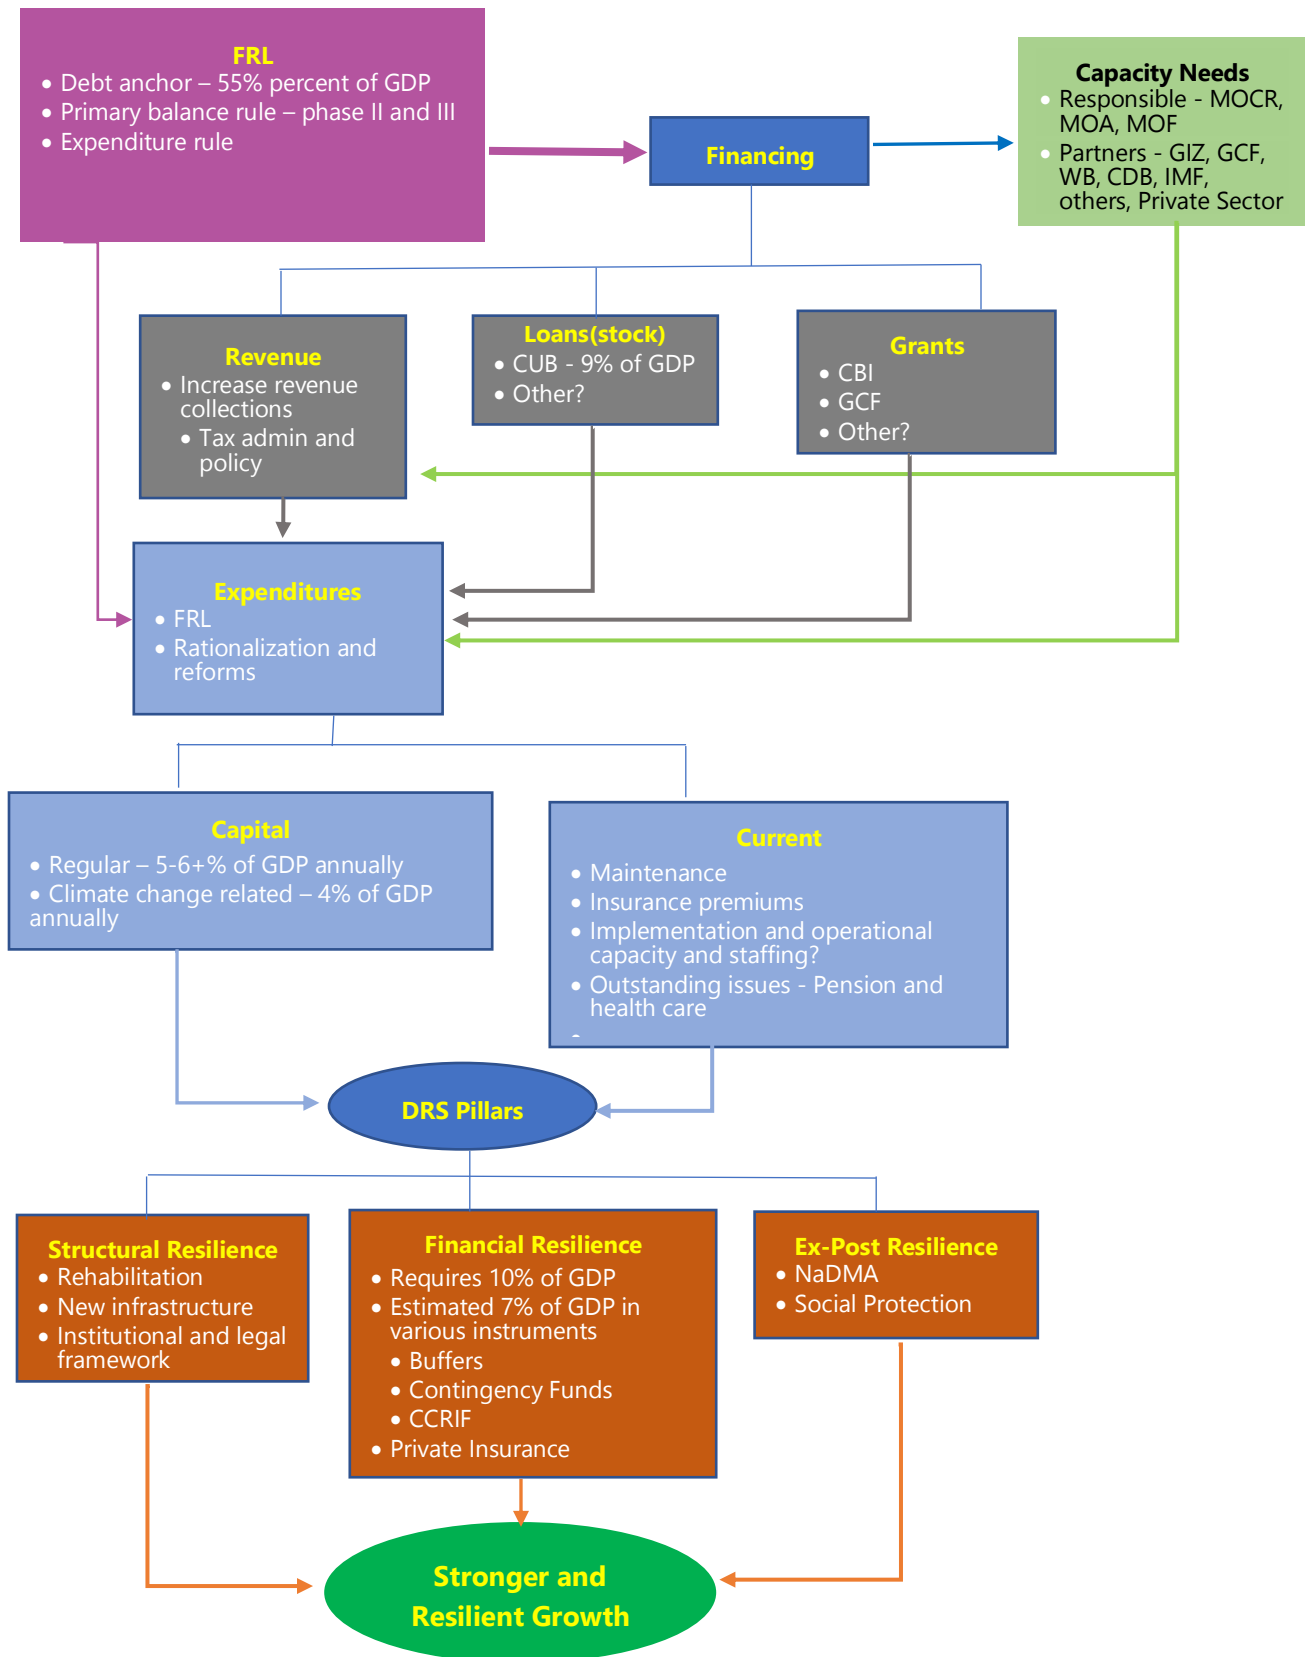 FRL
• Debt anchor – 55% percent of GDP
• Primary balance rule – phase II and III
• Expenditure rule
Financing
Capacity Needs
• Responsible - MOCR,
MOA, MOF
• Partners - GIZ, GCF,
WB, CDB, IMF,
others, Private Sector
Revenue
• Increase revenue
collections
• Tax admin and
policy
Loans(stock)
• CUB - 9% of GDP
• Other?
Grants
• CBI
• GCF
• Other?
Expenditures
• FRL
• Rationalization and
reforms
Capital
• Regular – 5-6+% of GDP annually
• Climate change related – 4% of GDP
annually
Current
• Maintenance
• Insurance premiums
• Implementation and operational
capacity and staffing?
• Outstanding issues - Pension and
health care
DRS Pillars
Structural Resilience
• Rehabilitation
• New infrastructure
• Institutional and legal
framework
Financial Resilience
• Requires 10% of GDP
• Estimated 7% of GDP in
various instruments
• Buffers
• Contingency Funds
• CCRIF
• Private Insurance
Ex-Post Resilience
• NaDMA
• Social Protection
Stronger and
Resilient Growth